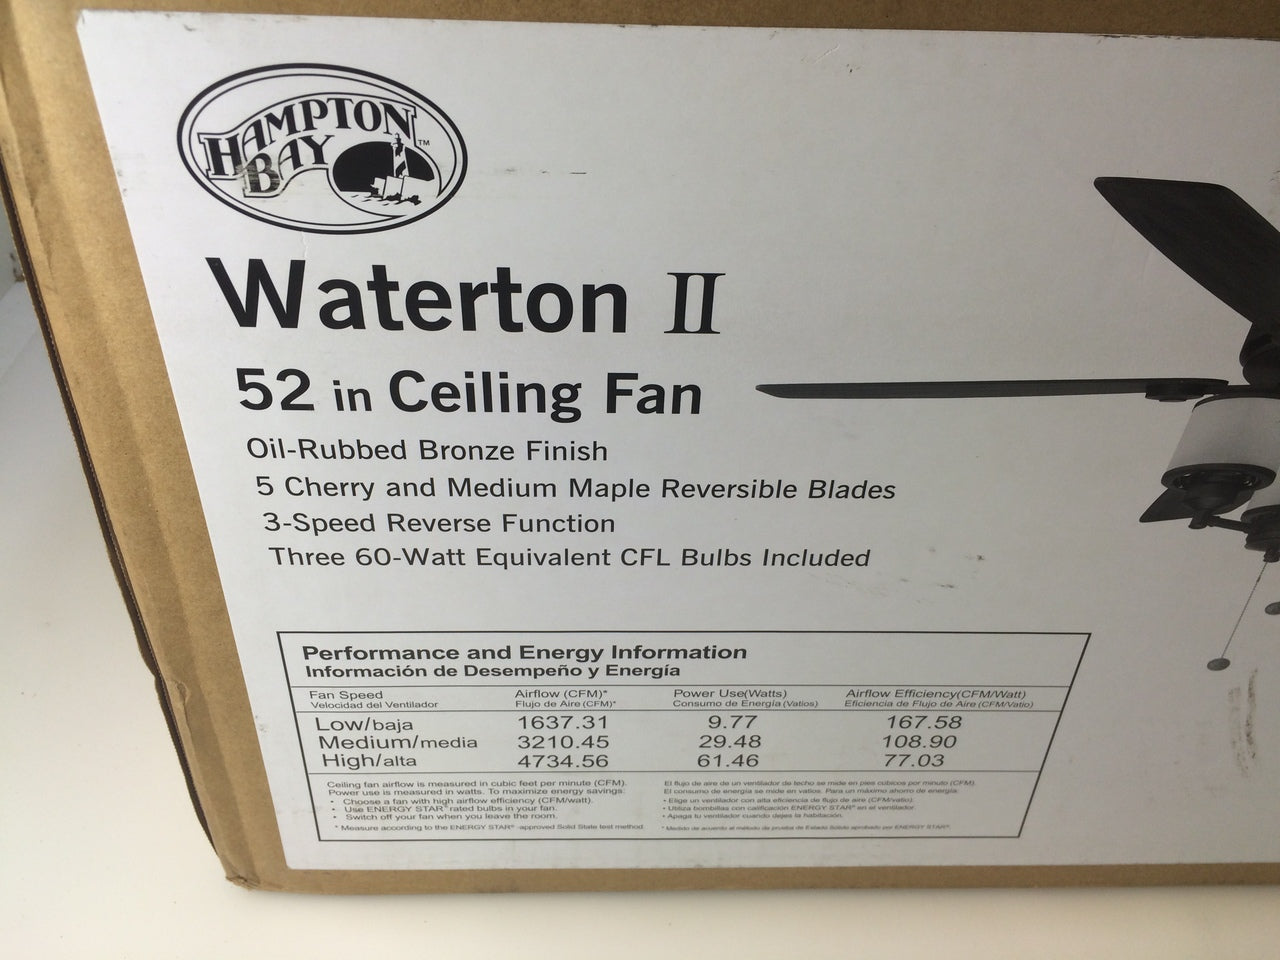 HAMPTON
BAY
TM
Waterton II
52 in Ceiling Fan
Oil-Rubbed Bronze Finish
5 Cherry and Medium Maple Reversible Blades
3-Speed Reverse Function
Three 60-Watt Equivalent CFL Bulbs Included
Performance and Energy Information
Información de Desempeño y Energía
Fan Speed Airflow (CFM)* Power Use(Watts) Airflow Efficiency(CFM/Watt)
Velocidad del Ventilador Flujo de Aire (CFM)* Consumo de Energía (Vatios) Eficiencia de Flujo de Aire (CFM/Vatio)
Low/baja 1637.31 9.77 167.58
Medium/media 3210.45 29.48 108.90
High/alta 4734.56 61.46 77.03
Ceiling fan airflow is measured in cubic feet per minute (CFM).
Power use is measured in watts. To maximize energy savings:
• Choose a fan with high airflow efficiency (CFM/watt).
• Use ENERGY STAR® rated bulbs in your fan.
• Switch off your fan when you leave the room.
* Measure according to the ENERGY STAR® -approved Solid State test method
El flujo de aire de un ventilador de techo se mide en pies cúbicos por minuto (CFM)
El consumo de energía se mide en vatios. Para un máximo ahorro de energía:
• Elige un ventilador con alta eficiencia de flujo de aire (CFM/vatio)
• Utiliza bombillas con calificación ENERGY STAR® en el ventilador
• Apaga tu ventilador cuando dejes la habitación.
* Medido de acuerdo al método de prueba de Estado Sólido aprobado por ENERGY STAR®.